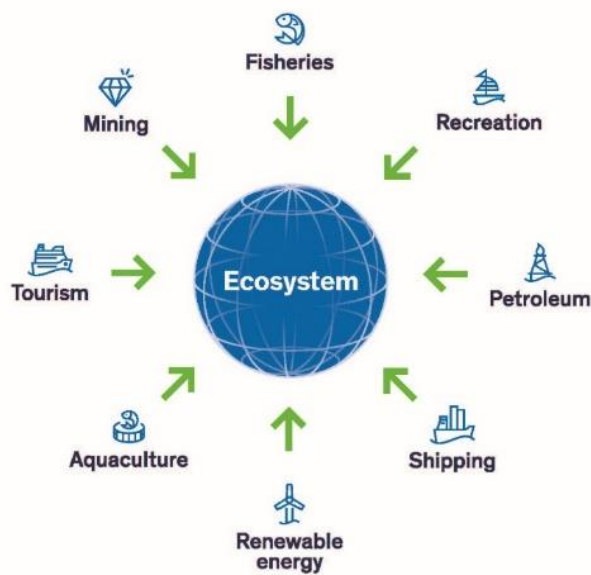 Fisheries
Mining
Recreation
Ecosystem
Tourism
Petroleum
Aquaculture
Shipping
Renewable
energy